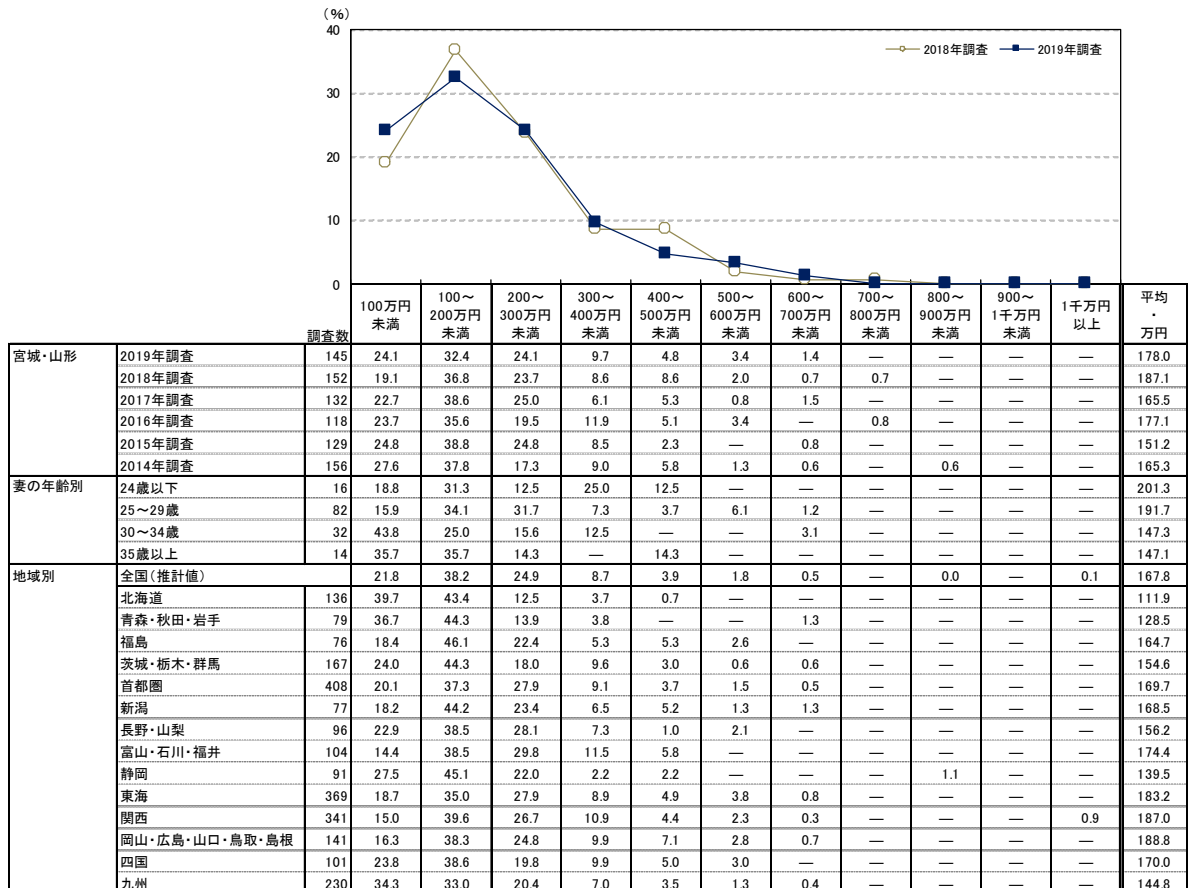 (%)
40
30
20
10
0
2018年調査 2019年調査
調査数 100万円未満 100～200万円未満 200～300万円未満 300～400万円未満 400～500万円未満 500～600万円未満 600～700万円未満 700～800万円未満 800～900万円未満 900～1千万円未満 1千万円以上 平均・万円
宮城・山形 2019年調査 145 24.1 32.4 24.1 9.7 4.8 3.4 1.4 — — — — 178.0
2018年調査 152 19.1 36.8 23.7 8.6 8.6 2.0 0.7 0.7 — — — 187.1
2017年調査 132 22.7 38.6 25.0 6.1 5.3 0.8 1.5 — — — — 165.5
2016年調査 118 23.7 35.6 19.5 11.9 5.1 3.4 — 0.8 — — — 177.1
2015年調査 129 24.8 38.8 24.8 8.5 2.3 — 0.8 — — — — 151.2
2014年調査 156 27.6 37.8 17.3 9.0 5.8 1.3 0.6 — 0.6 — — 165.3
妻の年齢別 24歳以下 16 18.8 31.3 12.5 25.0 12.5 — — — — — — 201.3
25～29歳 82 15.9 34.1 31.7 7.3 3.7 6.1 1.2 — — — — 191.7
30～34歳 32 43.8 25.0 15.6 12.5 — — 3.1 — — — — 147.3
35歳以上 14 35.7 35.7 14.3 — 14.3 — — — — — — 147.1
地域別 全国(推計値) 21.8 38.2 24.9 8.7 3.9 1.8 0.5 — 0.0 — 0.1 167.8
北海道 136 39.7 43.4 12.5 3.7 0.7 — — — — — — 111.9
青森・秋田・岩手 79 36.7 44.3 13.9 3.8 — — 1.3 — — — — 128.5
福島 76 18.4 46.1 22.4 5.3 5.3 2.6 — — — — — 164.7
茨城・栃木・群馬 167 24.0 44.3 18.0 9.6 3.0 0.6 0.6 — — — — 154.6
首都圏 408 20.1 37.3 27.9 9.1 3.7 1.5 0.5 — — — — 169.7
新潟 77 18.2 44.2 23.4 6.5 5.2 1.3 1.3 — — — — 168.5
長野・山梨 96 22.9 38.5 28.1 7.3 1.0 2.1 — — — — — 156.2
富山・石川・福井 104 14.4 38.5 29.8 11.5 5.8 — — — — — — 174.4
静岡 91 27.5 45.1 22.0 2.2 2.2 — — — 1.1 — — 139.5
東海 369 18.7 35.0 27.9 8.9 4.9 3.8 0.8 — — — — 183.2
関西 341 15.0 39.6 26.7 10.9 4.4 2.3 0.3 — — — 0.9 187.0
岡山・広島・山口・鳥取・島根 141 16.3 38.3 24.8 9.9 7.1 2.8 0.7 — — — — 188.8
四国 101 23.8 38.6 19.8 9.9 5.0 3.0 — — — — — 170.0
九州 230 34.3 33.0 20.4 7.0 3.5 1.3 0.4 — — — — 144.8